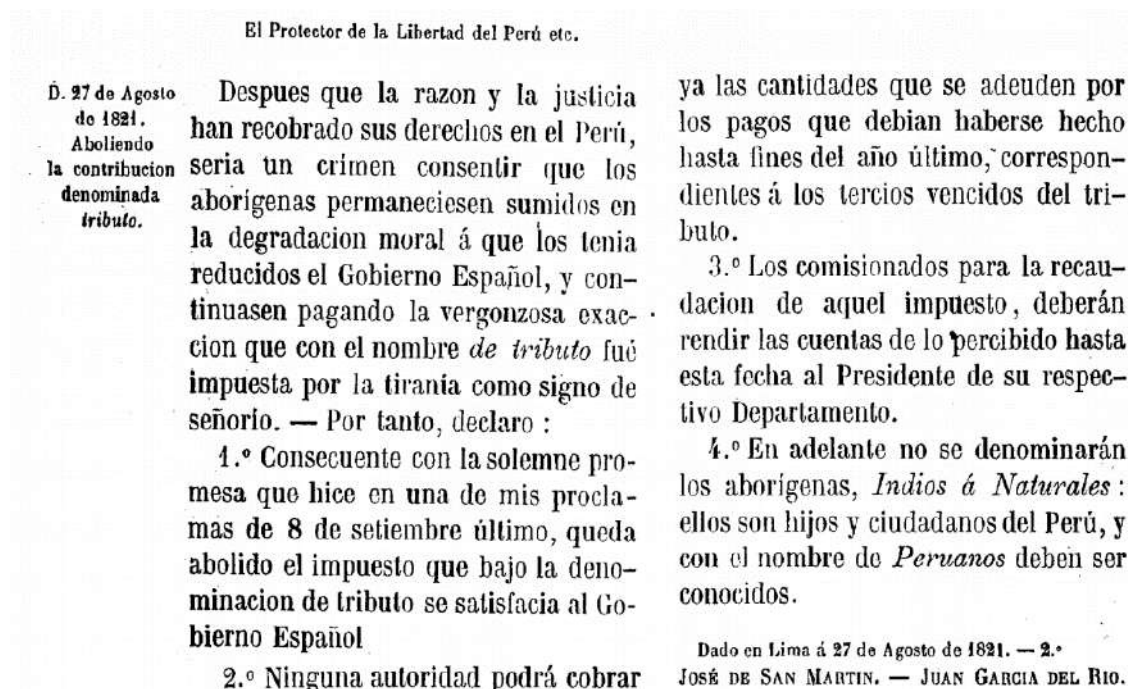 El Protector de la Libertad del Perú etc.
D. 27 de Agosto
de 1821.
Aboliendo
la contribucion
denominada
tributo.
Despues que la razon y la justicia
han recobrado sus derechos en el Perú,
seria un crimen consentir que los
aborígenas permaneciesen sumidos en
la degradacion moral á que los tenia
reducidos el Gobierno Español, y con-
tinuasen pagando la vergonzosa exac-
cion que con el nombre de tributo fué
impuesta por la tiranía como signo de
señorío. — Por tanto, declaro :
1.º Consecuente con la solemne pro-
mesa que hice en una de mis procla-
mas de 8 de setiembre último, queda
abolido el impuesto que bajo la deno-
minacion de tributo se satisfacia al Go-
bierno Español
2.º Ninguna autoridad podrá cobrar
ya las cantidades que se adeuden por
los pagos que debian haberse hecho
hasta fines del año último, correspon-
dientes á los tercios vencidos del tri-
buto.
3.º Los comisionados para la recau-
dacion de aquel impuesto, deberán
rendir las cuentas de lo percibido hasta
esta fecha al Presidente de su respec-
tivo Departamento.
4.º En adelante no se denominarán
los aborígenas, Indios á Naturales :
ellos son hijos y ciudadanos del Perú, y
con el nombre de Peruanos deben ser
conocidos.
Dado en Lima á 27 de Agosto de 1821. — 2.º
JOSÉ DE SAN MARTIN. — JUAN GARCIA DEL RIO.